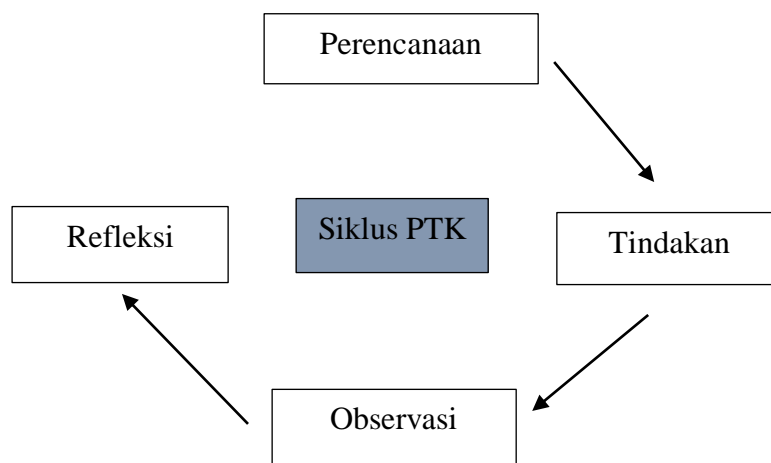 Perencanaan
Refleksi
Siklus PTK
Tindakan
Observasi